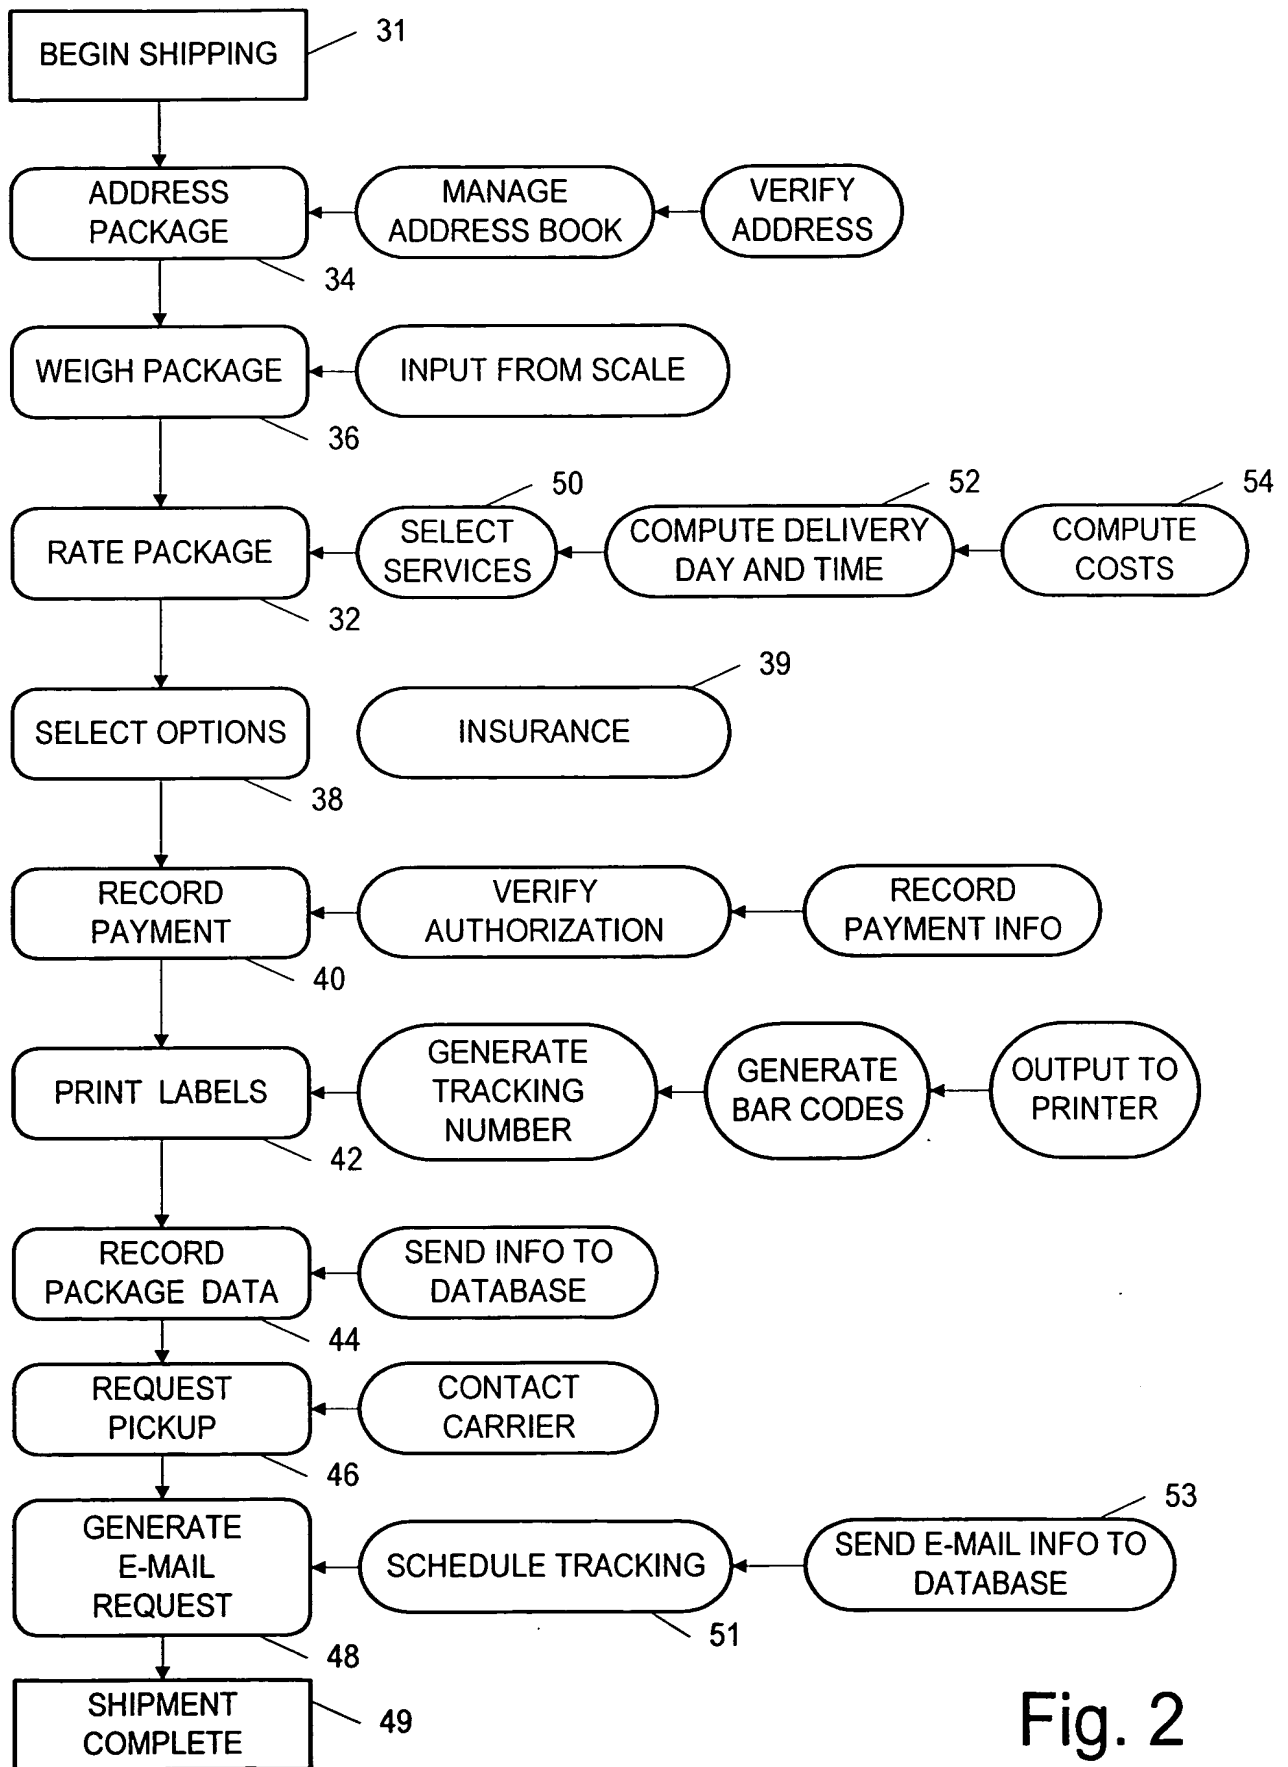 BEGIN SHIPPING
31
ADDRESS
PACKAGE
34
MANAGE
ADDRESS BOOK
VERIFY
ADDRESS
WEIGH PACKAGE
36
INPUT FROM SCALE
RATE PACKAGE
32
50
SELECT
SERVICES
52
COMPUTE DELIVERY
DAY AND TIME
54
COMPUTE
COSTS
SELECT OPTIONS
38
39
INSURANCE
RECORD
PAYMENT
40
VERIFY
AUTHORIZATION
RECORD
PAYMENT INFO
PRINT LABELS
42
GENERATE
TRACKING
NUMBER
GENERATE
BAR CODES
OUTPUT TO
PRINTER
RECORD
PACKAGE DATA
44
SEND INFO TO
DATABASE
REQUEST
PICKUP
46
CONTACT
CARRIER
GENERATE
E-MAIL
REQUEST
48
SCHEDULE TRACKING
51
53
SEND E-MAIL INFO TO
DATABASE
SHIPMENT
COMPLETE
49
Fig. 2